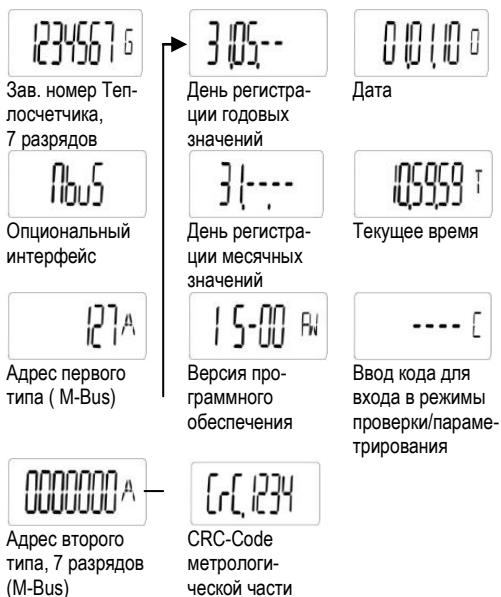 1234567 G
Зав. номер Теп-
лосчетчика,
7 разрядов
MbuS
Опциональный
интерфейс
127 A
Адрес первого
типа ( M-Bus)
0000000 A
Адрес второго
типа, 7 разрядов
(M-Bus)
31.05.--
День регистра-
ции годовых
значений
31.--.--
День регистра-
ции месячных
значений
15-00 FW
Версия про-
граммного
обеспечения
CrC, 1234
CRC-Code
метрологи-
ческой части
01.01.10 D
Дата
10.59.59 T
Текущее время
---- C
Ввод кода для
входа в режимы
проверки/параме-
трирования